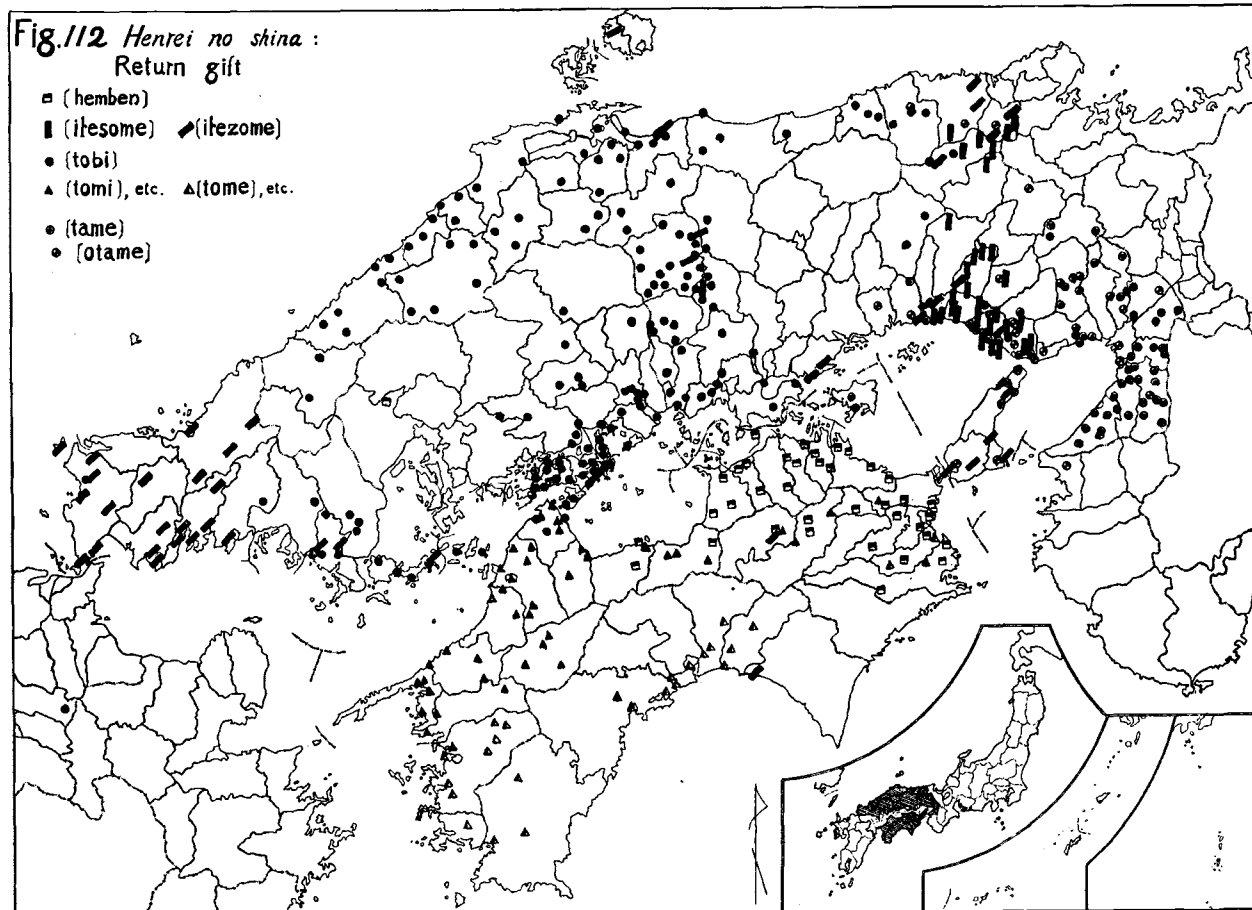 Fig.112 Henrei no shina :
Return gift
(hemben)
(itesome) (itezome)
(tobi)
(tomi), etc. (tome), etc.
(tame)
(otame)